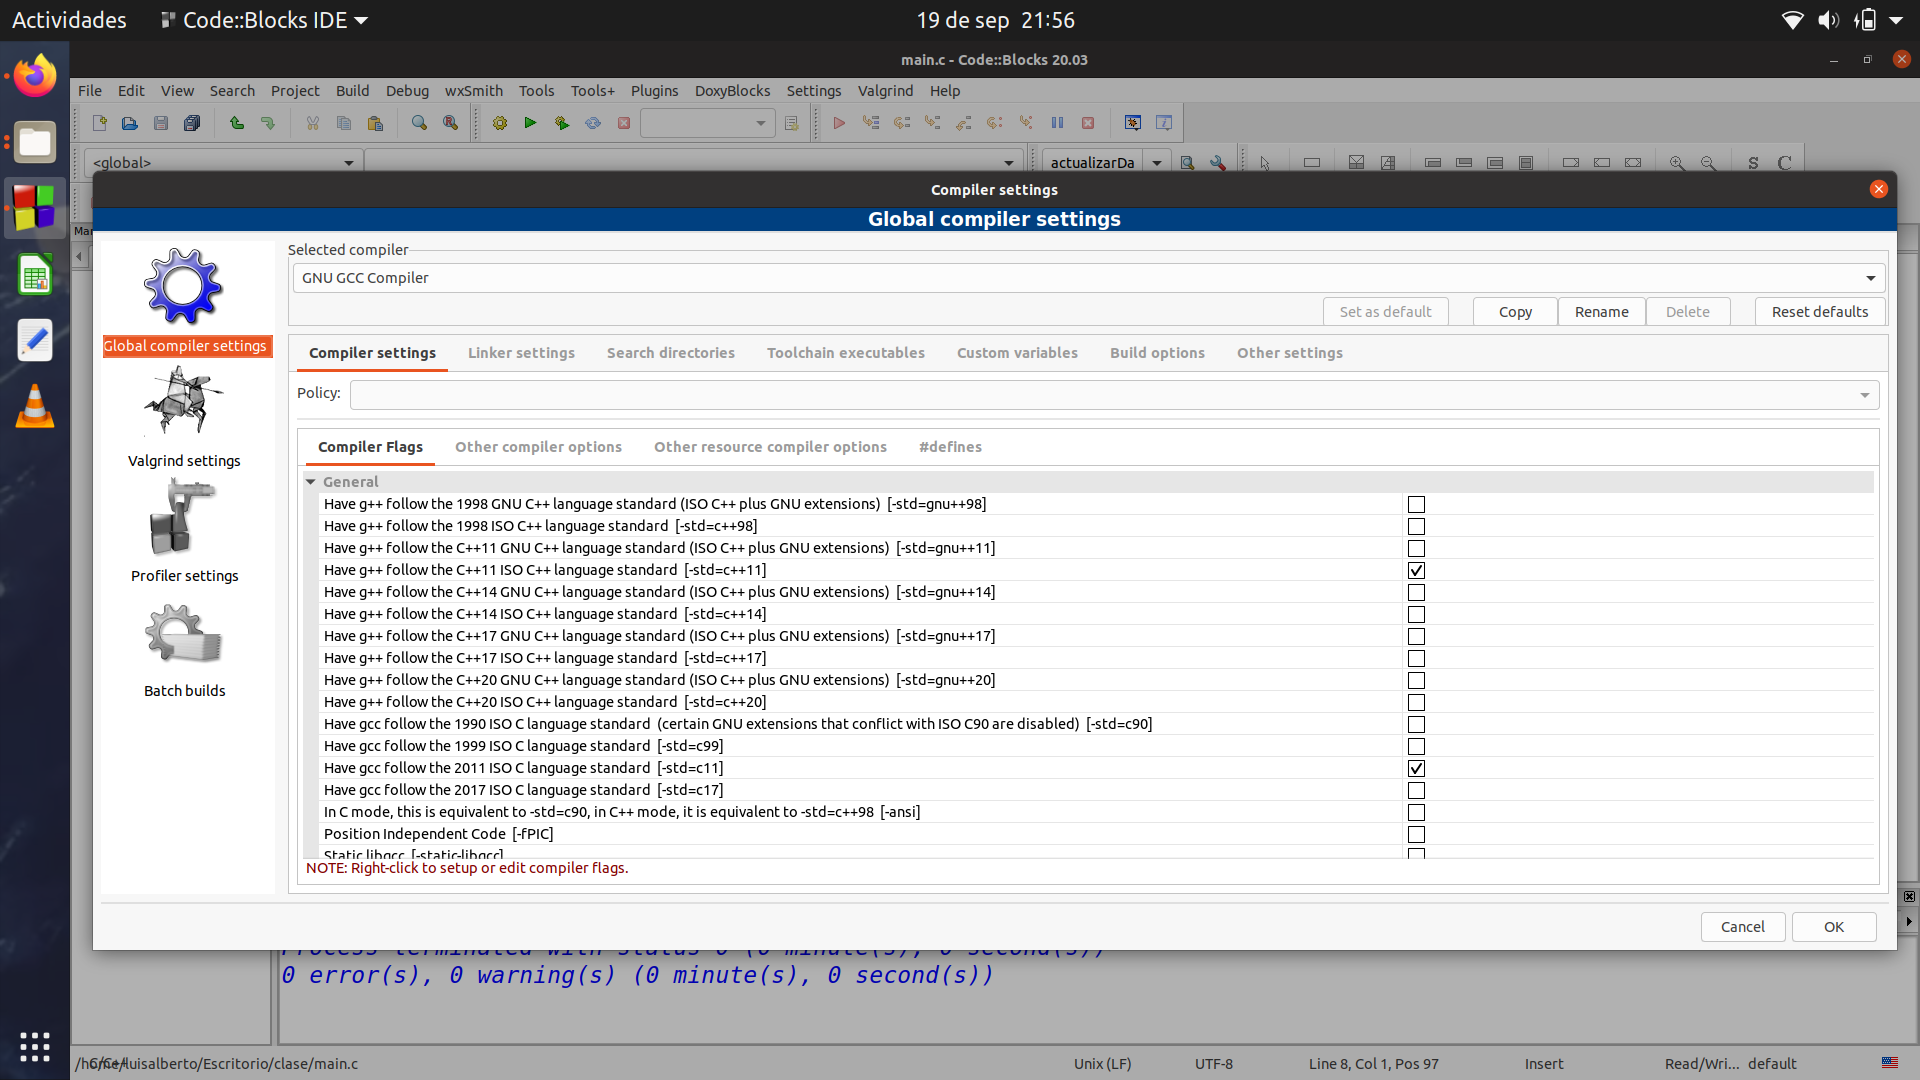 Actividades Code::Blocks IDE 19 de sep 21:56
main.c - Code::Blocks 20.03
File Edit View Search Project Build Debug wxSmith Tools Tools+ Plugins DoxyBlocks Settings Valgrind Help
<global> actualizarDa S C
Compiler settings
Global compiler settings
Selected compiler
GNU GCC Compiler
Set as default Copy Rename Delete Reset defaults
Global compiler settings
Valgrind settings
Profiler settings
Batch builds
Compiler settings Linker settings Search directories Toolchain executables Custom variables Build options Other settings
Policy:
Compiler Flags Other compiler options Other resource compiler options #defines
General
Have g++ follow the 1998 GNU C++ language standard (ISO C++ plus GNU extensions) [-std=gnu++98]
Have g++ follow the 1998 ISO C++ language standard [-std=c++98]
Have g++ follow the C++11 GNU C++ language standard (ISO C++ plus GNU extensions) [-std=gnu++11]
Have g++ follow the C++11 ISO C++ language standard [-std=c++11]
Have g++ follow the C++14 GNU C++ language standard (ISO C++ plus GNU extensions) [-std=gnu++14]
Have g++ follow the C++14 ISO C++ language standard [-std=c++14]
Have g++ follow the C++17 GNU C++ language standard (ISO C++ plus GNU extensions) [-std=gnu++17]
Have g++ follow the C++17 ISO C++ language standard [-std=c++17]
Have g++ follow the C++20 GNU C++ language standard (ISO C++ plus GNU extensions) [-std=gnu++20]
Have g++ follow the C++20 ISO C++ language standard [-std=c++20]
Have gcc follow the 1990 ISO C language standard (certain GNU extensions that conflict with ISO C90 are disabled) [-std=c90]
Have gcc follow the 1999 ISO C language standard [-std=c99]
Have gcc follow the 2011 ISO C language standard [-std=c11]
Have gcc follow the 2017 ISO C language standard [-std=c17]
In C mode, this is equivalent to -std=c90, in C++ mode, it is equivalent to -std=c++98 [-ansi]
Position Independent Code [-fPIC]
Static libgcc [-static-libgcc]
NOTE: Right-click to setup or edit compiler flags.
Cancel OK
Process terminated with status 0 (0 minute(s), 0 second(s))
0 error(s), 0 warning(s) (0 minute(s), 0 second(s))
luisalberto/Escritorio/clase/main.c Unix (LF) UTF-8 Line 8, Col 1, Pos 97 Insert Read/Wri... default